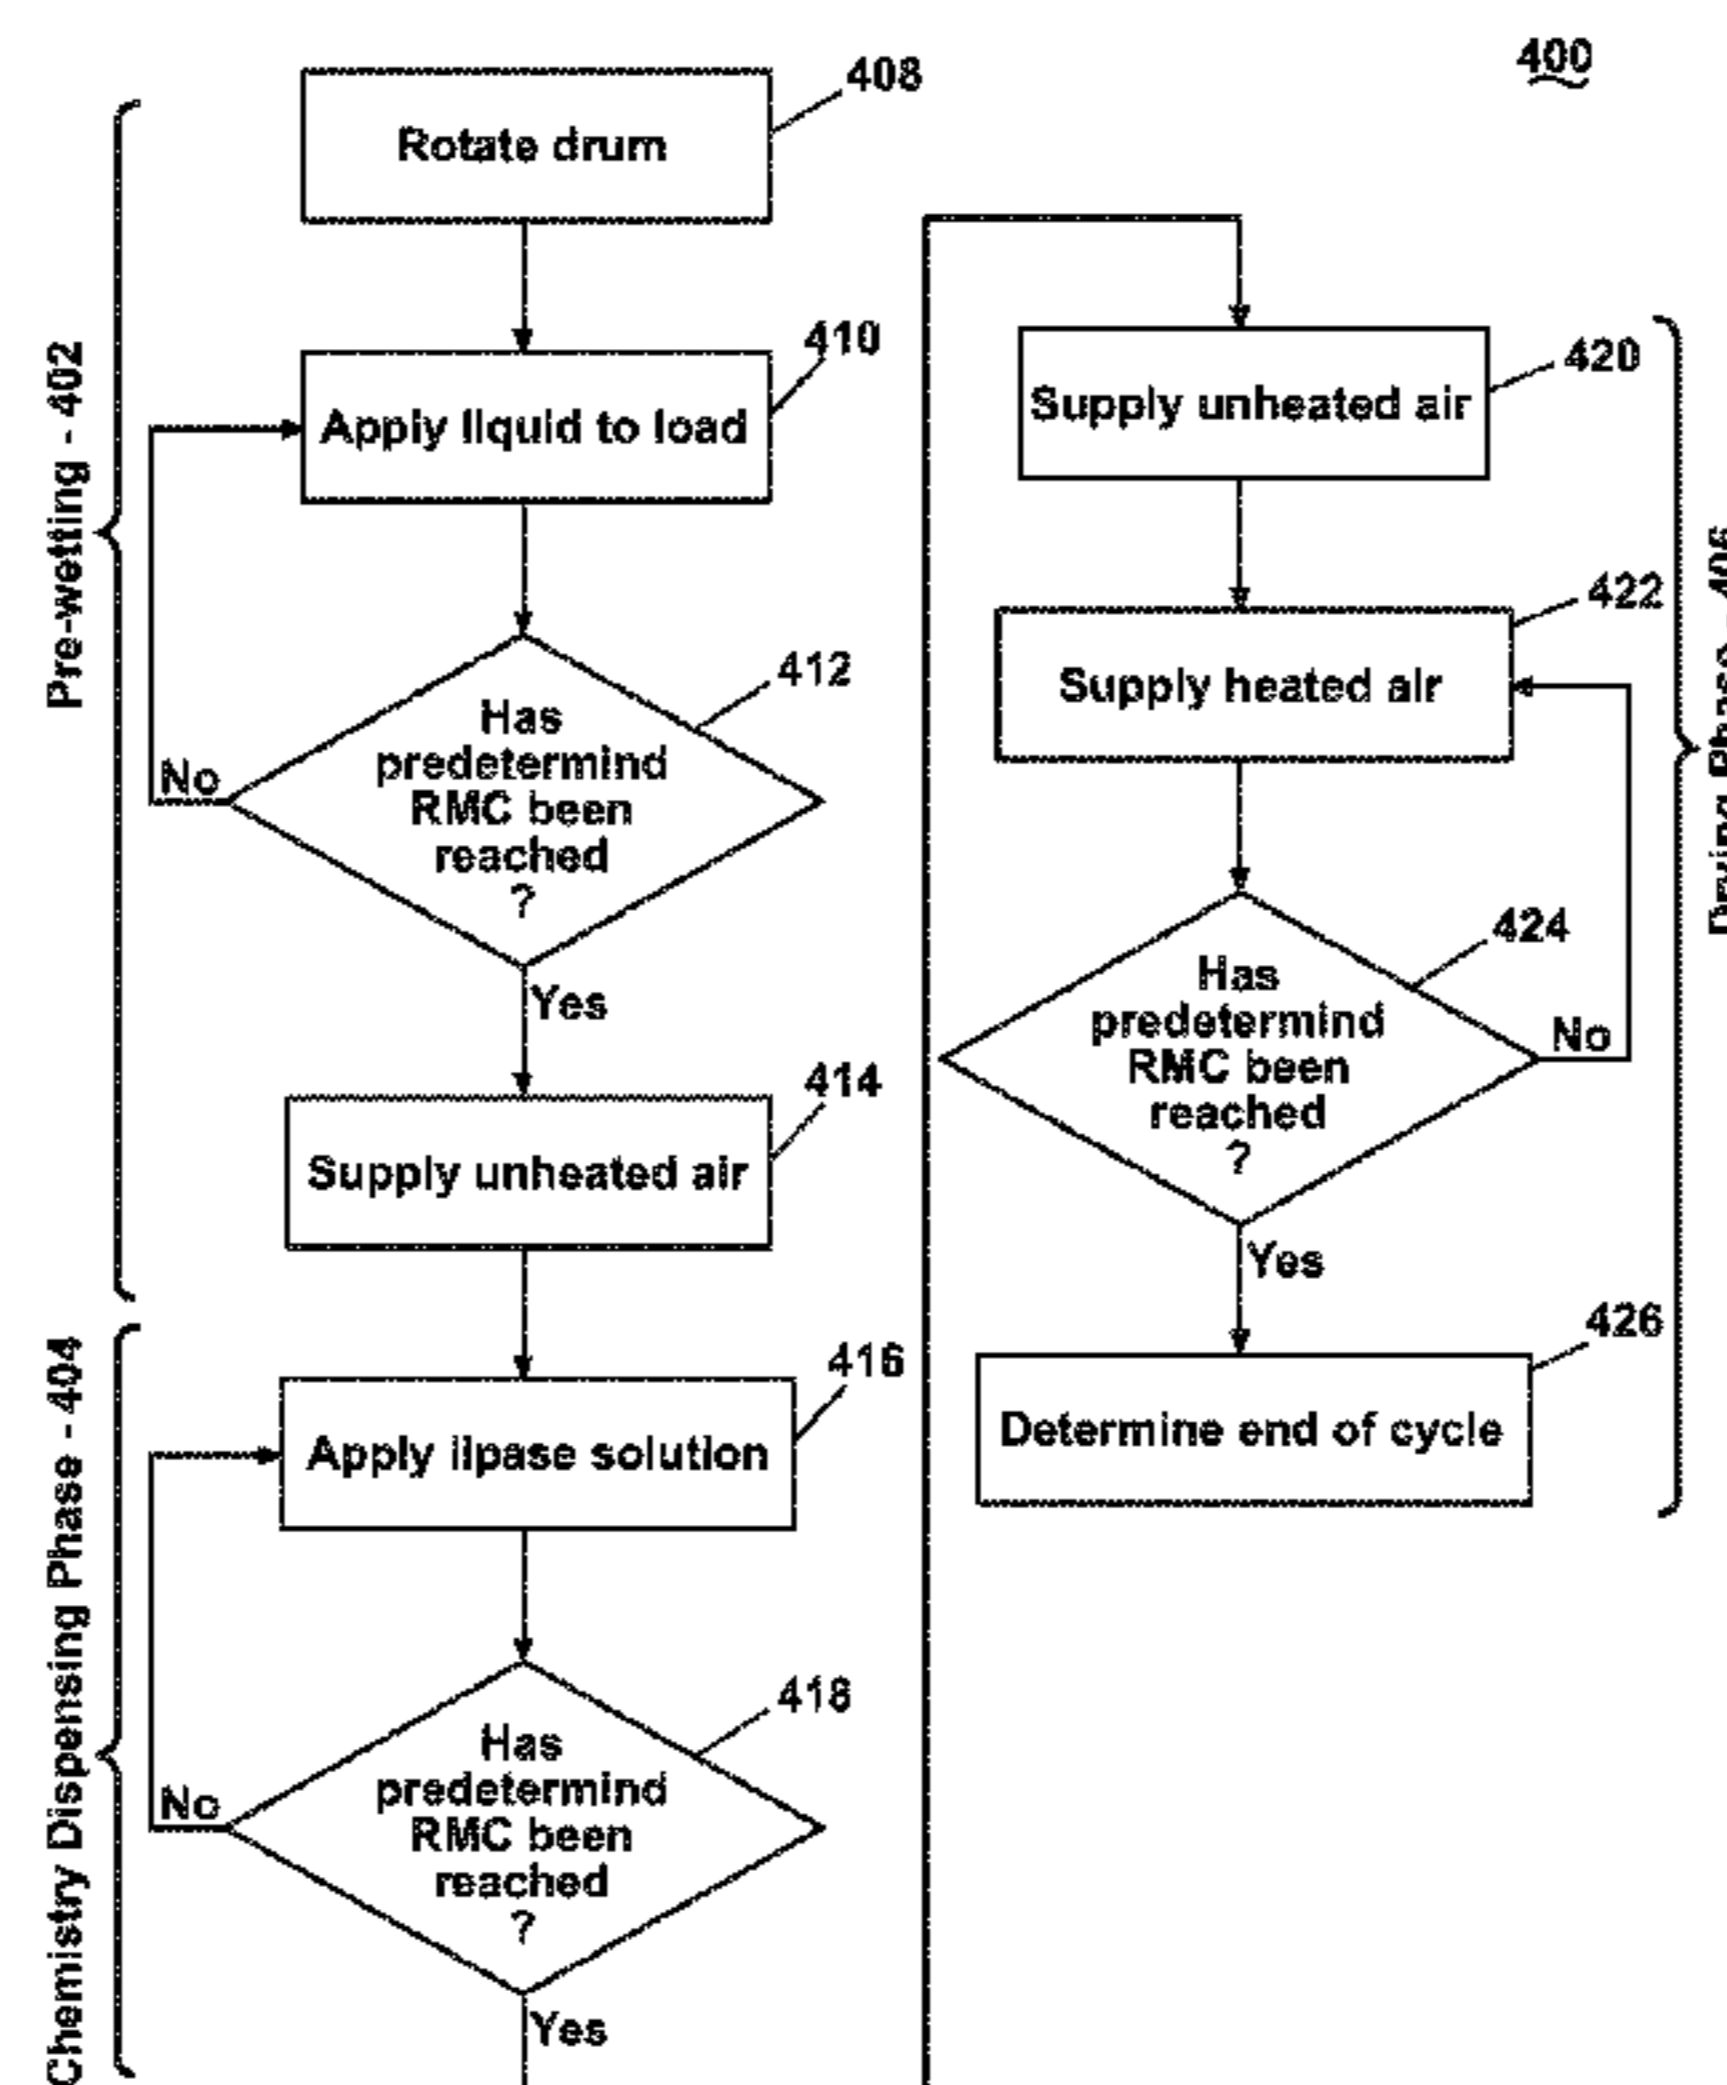 400
Pre-wetting - 402
Rotate drum
408
Apply liquid to load
410
Has
predetermind
RMC been
reached
?
412
No
Yes
Supply unheated air
414
Chemistry Dispensing Phase - 404
Apply lipase solution
416
Has
predetermind
RMC been
reached
?
418
No
Yes
Drying Phase - 406
Supply unheated air
420
Supply heated air
422
Has
predetermind
RMC been
reached
?
424
No
Yes
Determine end of cycle
426